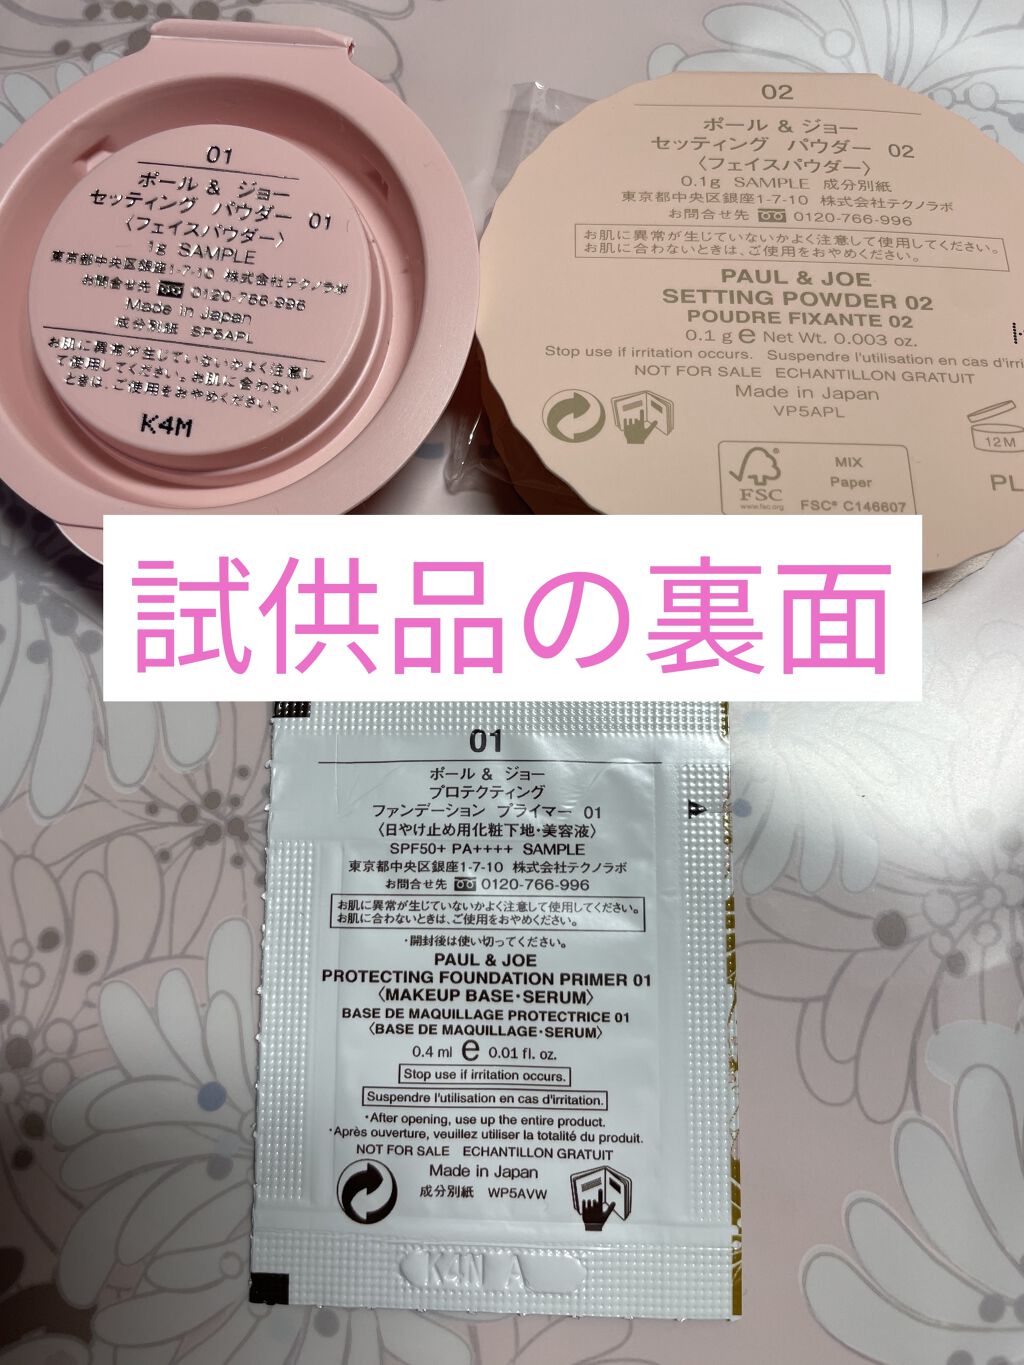 01
ポール & ジョー
セッティング パウダー 01
〈フェイスパウダー〉
1g SAMPLE
東京都中央区銀座1-7-10 株式会社テクノラボ
お問合せ先 0120-766-996
Made in Japan
成分別紙 SP5APL
お肌に異常が生じていないかよく注意し
て使用してください。お肌に合わない
ときは、ご使用をおやめください。
K4M
02
ポール & ジョー
セッティング パウダー 02
〈フェイスパウダー〉
0.1g SAMPLE 成分別紙
東京都中央区銀座1-7-10 株式会社テクノラボ
お問合せ先 0120-766-996
お肌に異常が生じていないかよく注意して使用してください。
お肌に合わないときは、ご使用をおやめください。
PAUL & JOE
SETTING POWDER 02
POUDRE FIXANTE 02
0.1 g e Net Wt. 0.003 oz.
Stop use if irritation occurs. Suspendre l'utilisation en cas d'irri
NOT FOR SALE ECHANTILLON GRATUIT
Made in Japan
VP5APL
12M
FSC
www.fsc.org
MIX
Paper
FSC® C146607
PL
試供品の裏面
01
ポール & ジョー
プロテクティング
ファンデーション プライマー 01
〈日やけ止め用化粧下地・美容液〉
SPF50+ PA++++ SAMPLE
東京都中央区銀座1-7-10 株式会社テクノラボ
お問合せ先 0120-766-996
お肌に異常が生じていないかよく注意して使用してください。
お肌に合わないときは、ご使用をおやめください。
・開封後は使い切ってください。
PAUL & JOE
PROTECTING FOUNDATION PRIMER 01
〈MAKEUP BASE・SERUM〉
BASE DE MAQUILLAGE PROTECTRICE 01
〈BASE DE MAQUILLAGE・SERUM〉
0.4 ml e 0.01 fl. oz.
Stop use if irritation occurs.
Suspendre l'utilisation en cas d'irritation.
・After opening, use up the entire product.
・Après ouverture, veuillez utiliser la totalité du produit.
NOT FOR SALE ECHANTILLON GRATUIT
Made in Japan
成分別紙 WP5AVW
K4N A